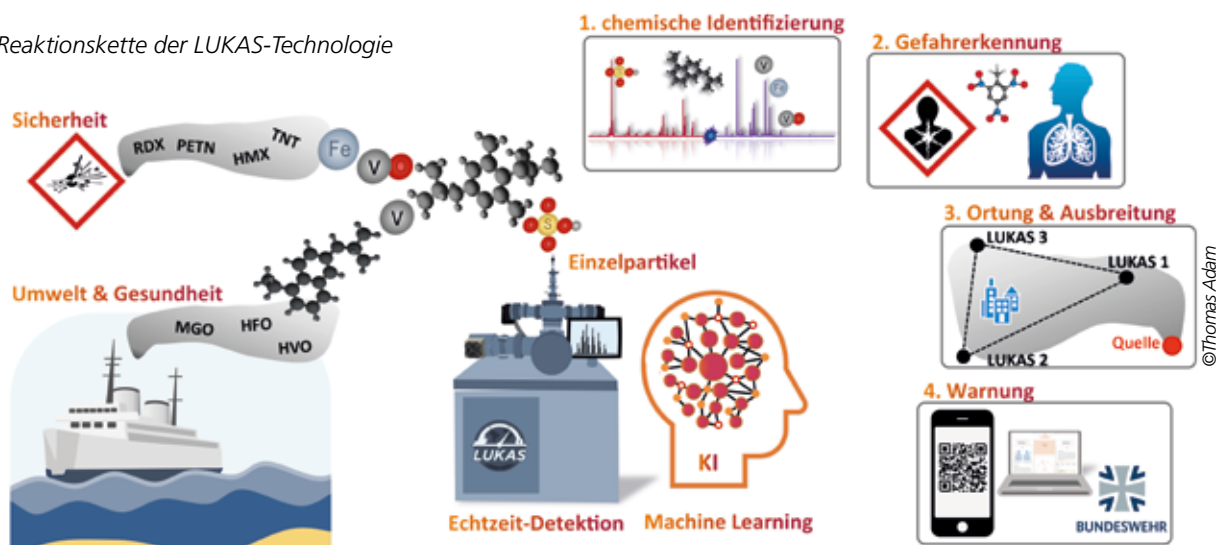 Reaktionskette der LUKAS-Technologie
Sicherheit
RDX PETN HMX TNT
Fe V
V
S
Umwelt & Gesundheit
MGO HFO HVO
Einzelpartikel
LUKAS
KI
Echtzeit-Detektion Machine Learning
1. chemische Identifizierung
S V Fe V
2. Gefahrerkennung
3. Ortung & Ausbreitung
LUKAS 3
LUKAS 1
LUKAS 2
Quelle
4. Warnung
BUNDESWEHR
©Thomas Adam